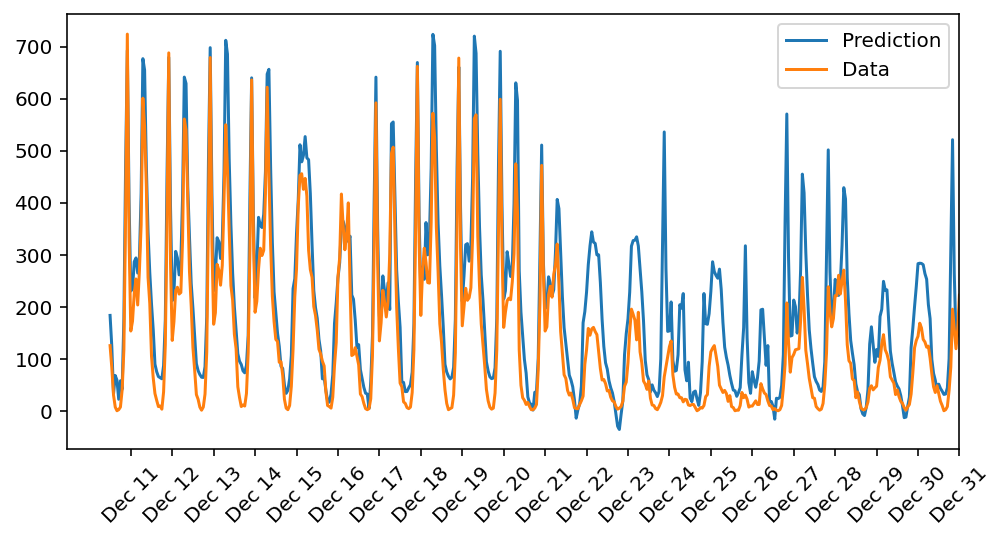 Prediction
Data
700
600
500
400
300
200
100
0
Dec 11
Dec 12
Dec 13
Dec 14
Dec 15
Dec 16
Dec 17
Dec 18
Dec 19
Dec 20
Dec 21
Dec 22
Dec 23
Dec 24
Dec 25
Dec 26
Dec 27
Dec 28
Dec 29
Dec 30
Dec 31